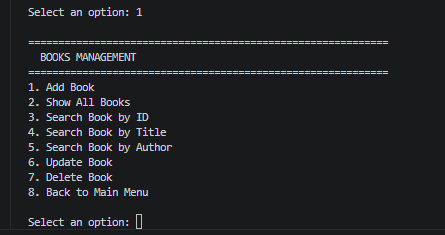 Select an option: 1
============================================================
BOOKS MANAGEMENT
============================================================
1. Add Book
2. Show All Books
3. Search Book by ID
4. Search Book by Title
5. Search Book by Author
6. Update Book
7. Delete Book
8. Back to Main Menu
Select an option: